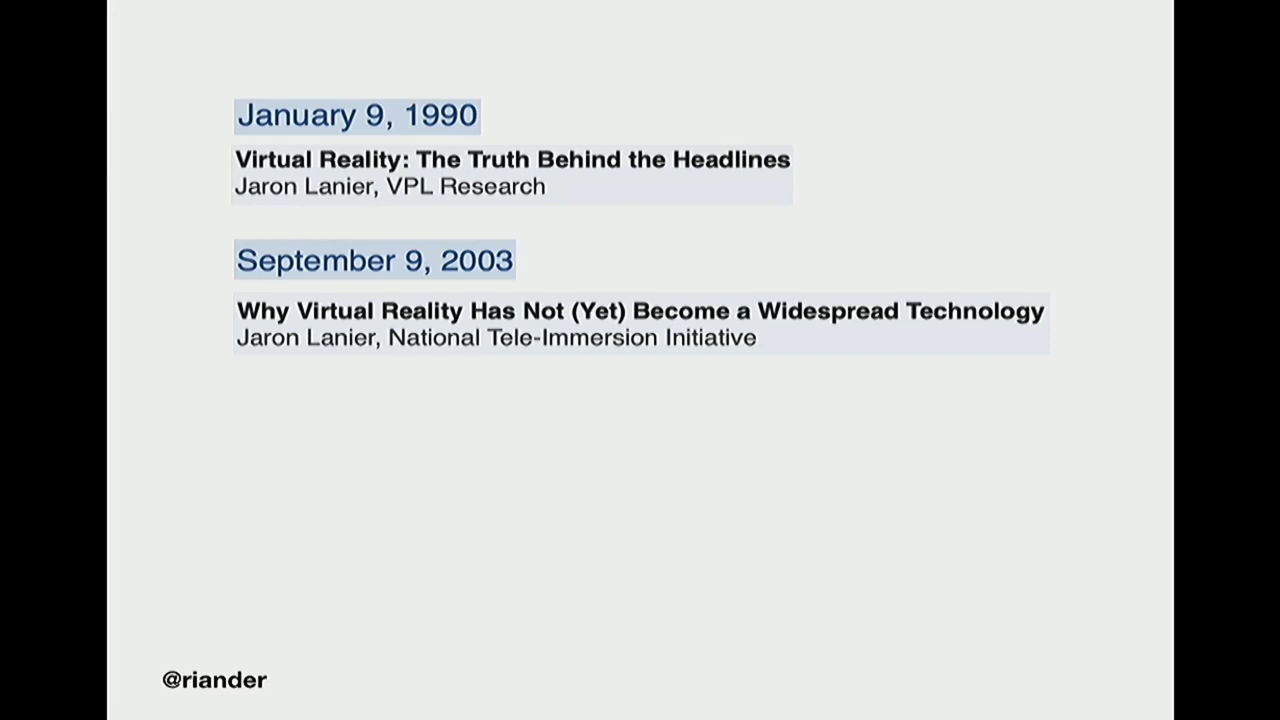 January 9, 1990
Virtual Reality: The Truth Behind the Headlines
Jaron Lanier, VPL Research
September 9, 2003
Why Virtual Reality Has Not (Yet) Become a Widespread Technology
Jaron Lanier, National Tele-Immersion Initiative
@riander